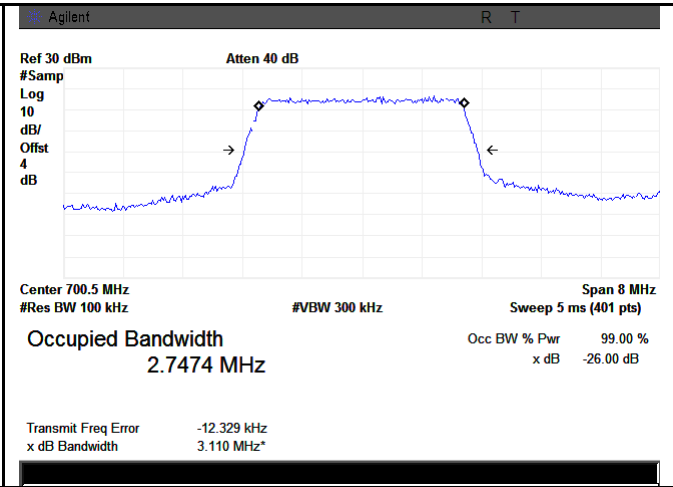 Agilent R T
Ref 30 dBm Atten 40 dB
#Samp
Log
10
dB/
Offst
4
dB
Center 700.5 MHz Span 8 MHz
#Res BW 100 kHz #VBW 300 kHz Sweep 5 ms (401 pts)
Occupied Bandwidth Occ BW % Pwr 99.00 %
2.7474 MHz x dB -26.00 dB
Transmit Freq Error -12.329 kHz
x dB Bandwidth 3.110 MHz*